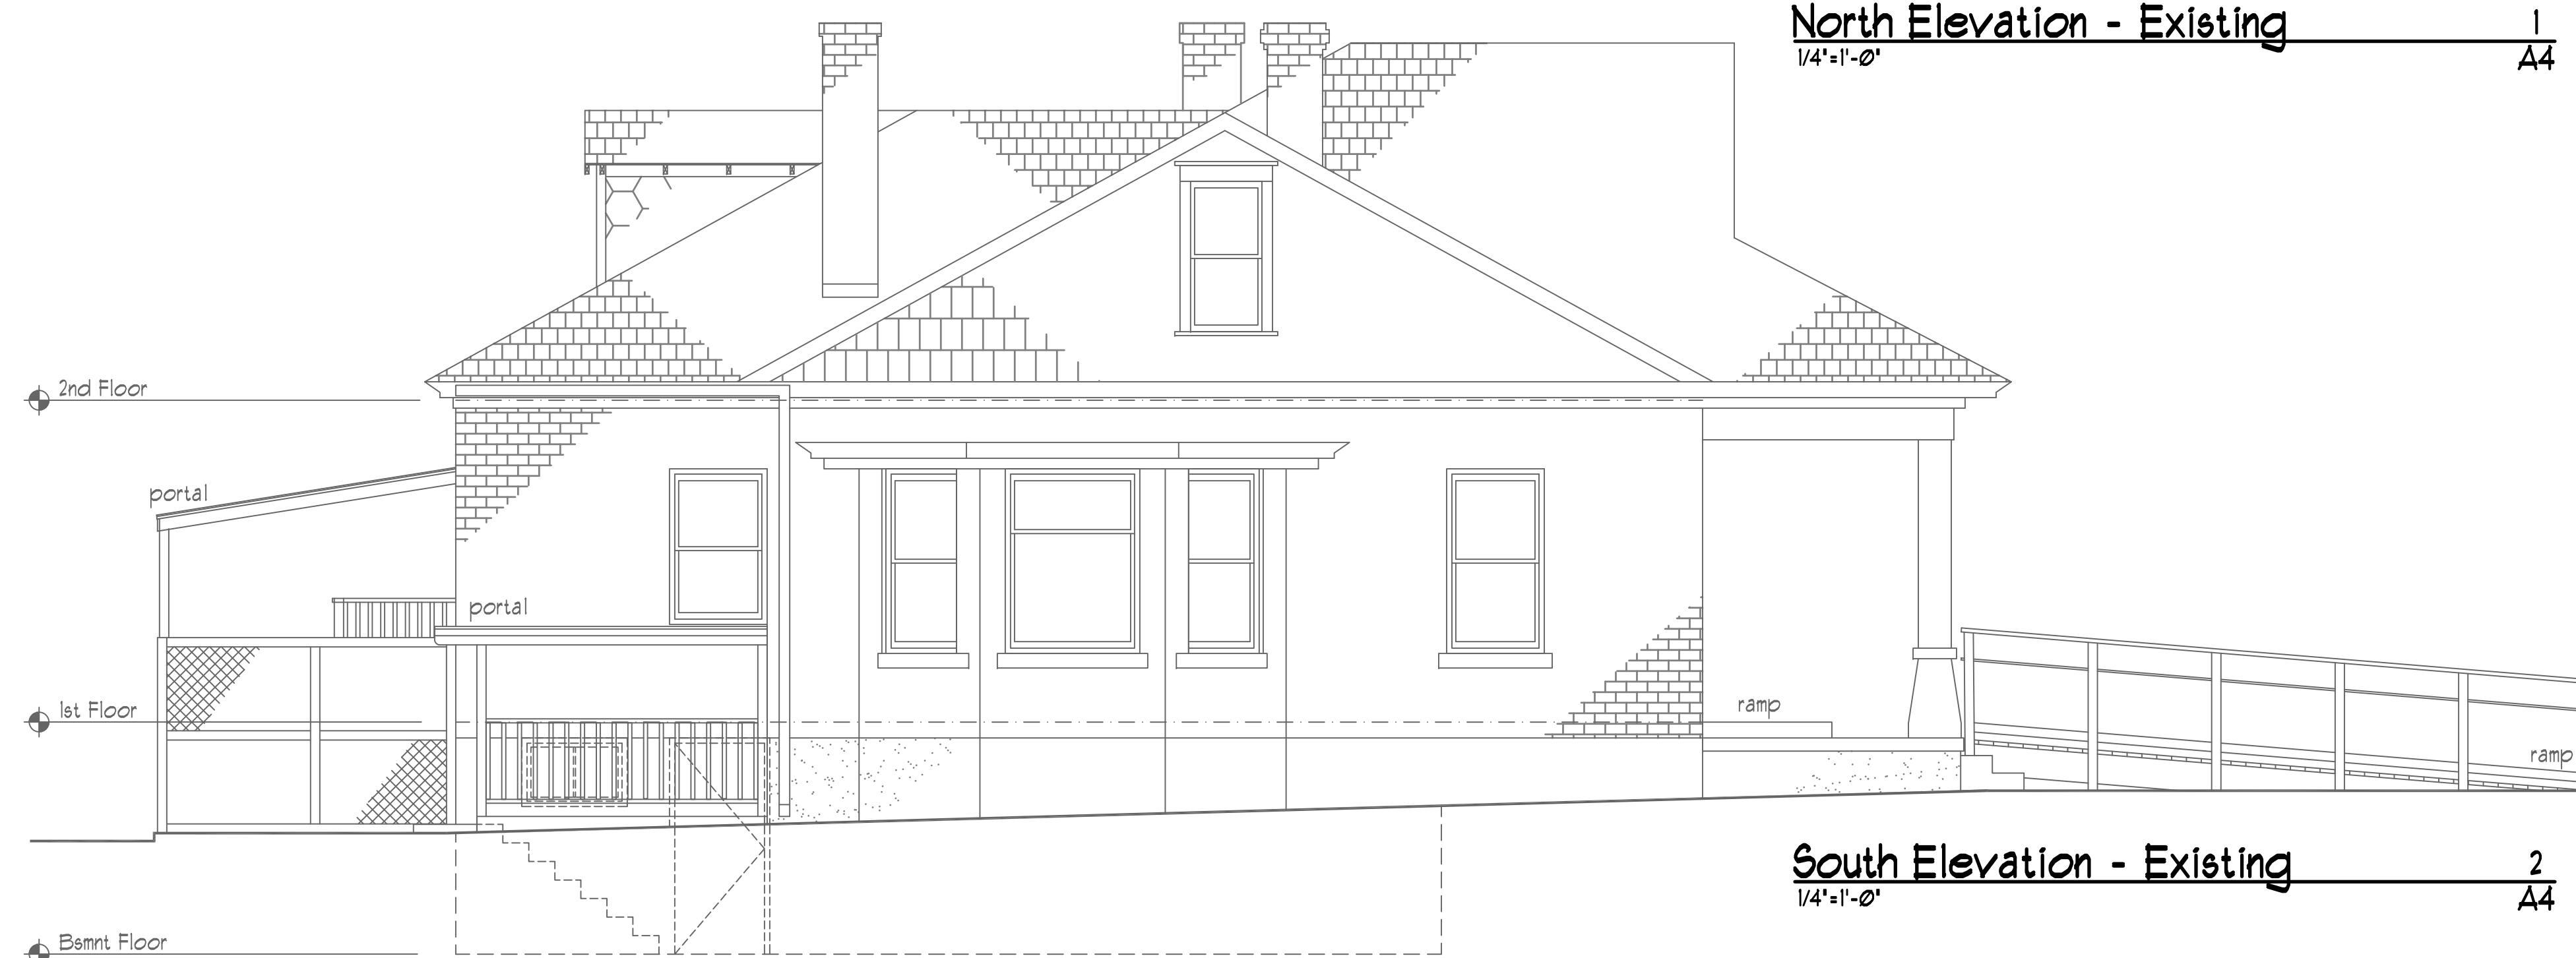 North Elevation - Existing 1
1/4"=1'-0" A4
2nd Floor
portal
portal
1st Floor
ramp
ramp
South Elevation - Existing 2
1/4"=1'-0" A4
Bsmnt Floor